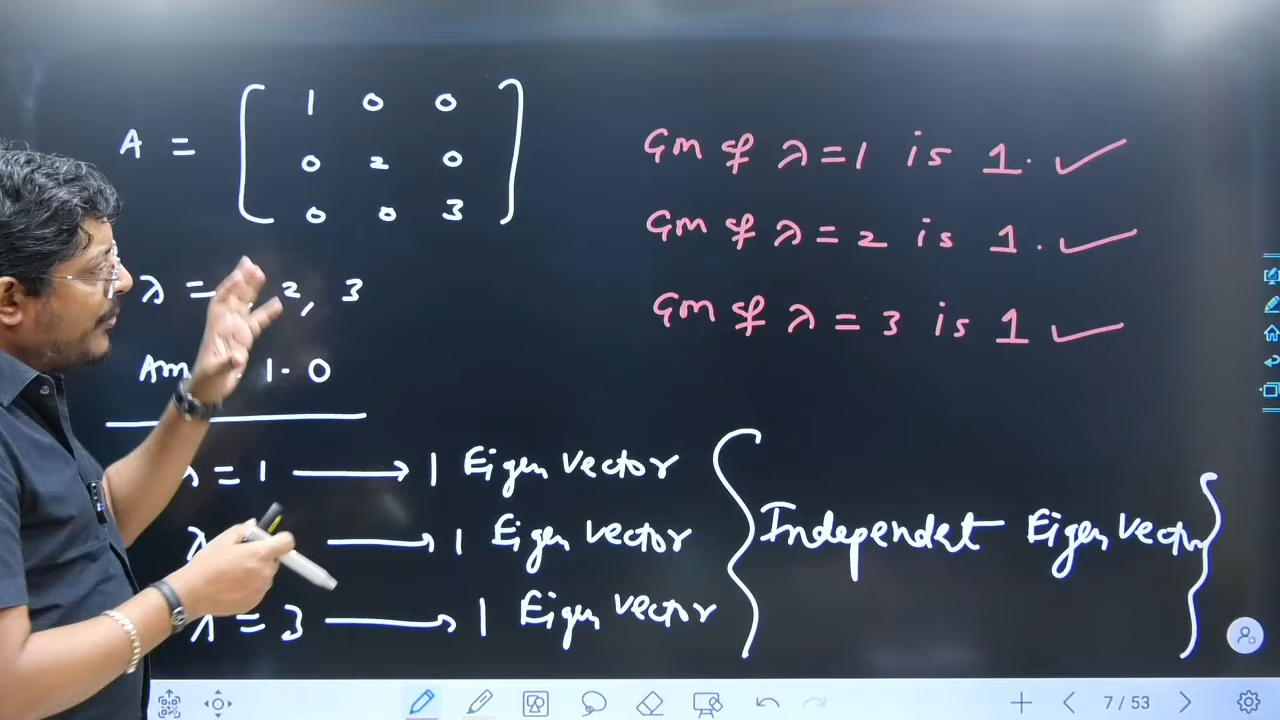 A = [ 1 0 0
0 2 0
0 0 3 ]
λ = 2, 3
Am 1. 0
λ = 1 → 1 Eigen Vector
λ → 1 Eigen Vector
λ = 3 → 1 Eigen Vector
} Independet Eigen Vector }
Gm of λ = 1 is 1. ✓
Gm of λ = 2 is 1. ✓
Gm of λ = 3 is 1 ✓
7 / 53